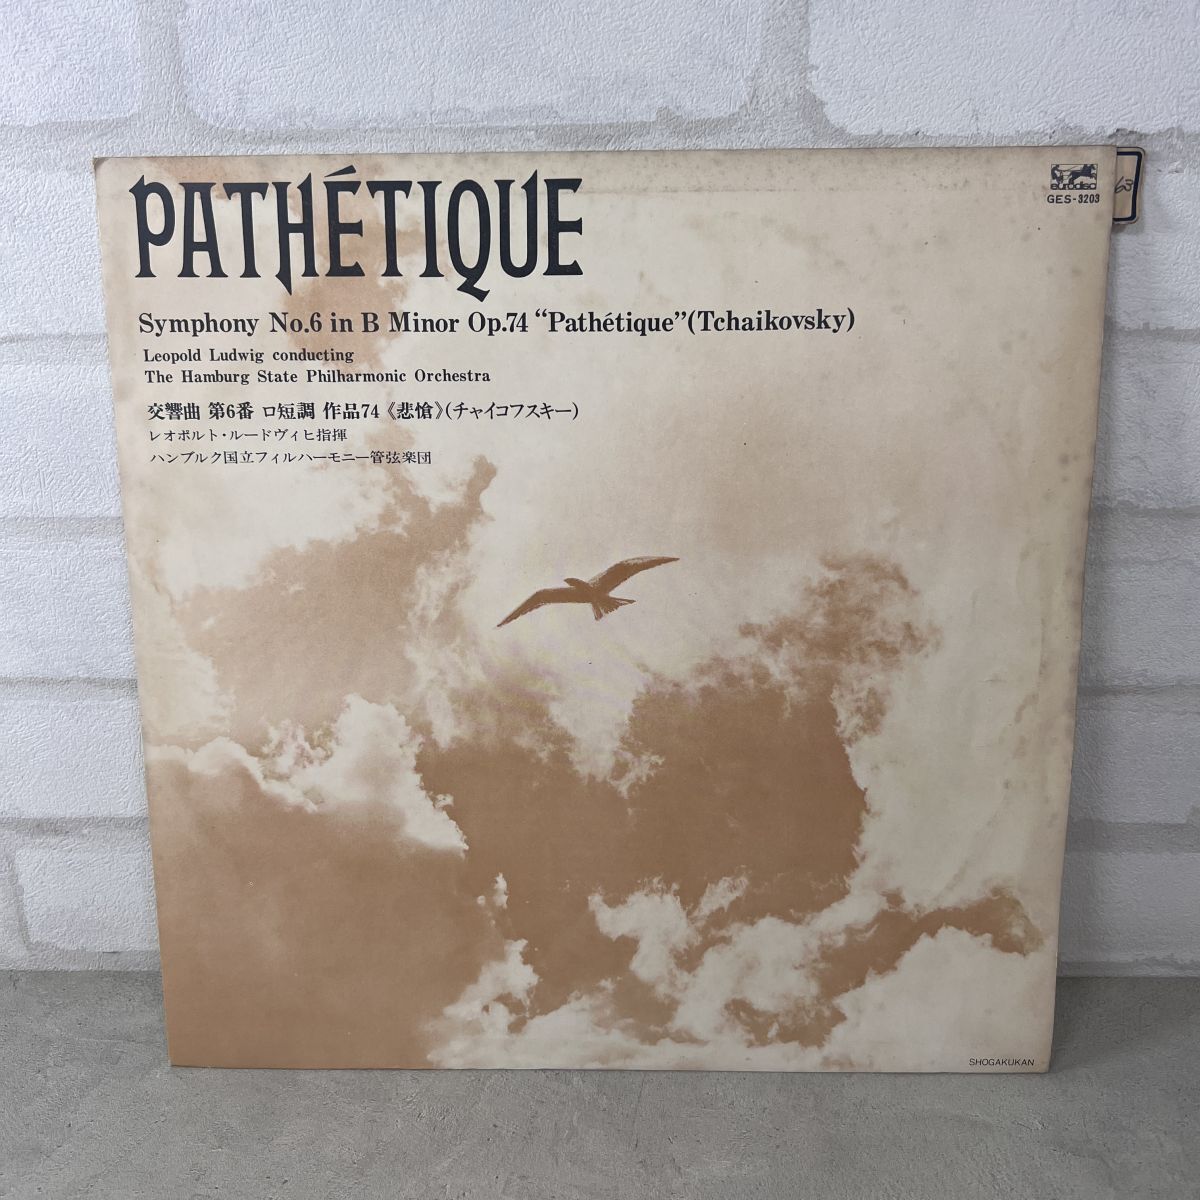 PATHÉTIQUE
eurodisc
GES-3203
63
Symphony No.6 in B Minor Op.74 “Pathétique”(Tchaikovsky)
Leopold Ludwig conducting
The Hamburg State Philharmonic Orchestra
交響曲 第6番 ロ短調 作品74《悲愴》(チャイコフスキー)
レオポルト・ルードヴィヒ指揮
ハンブルク国立フィルハーモニー管弦楽団
SHOGAKUKAN